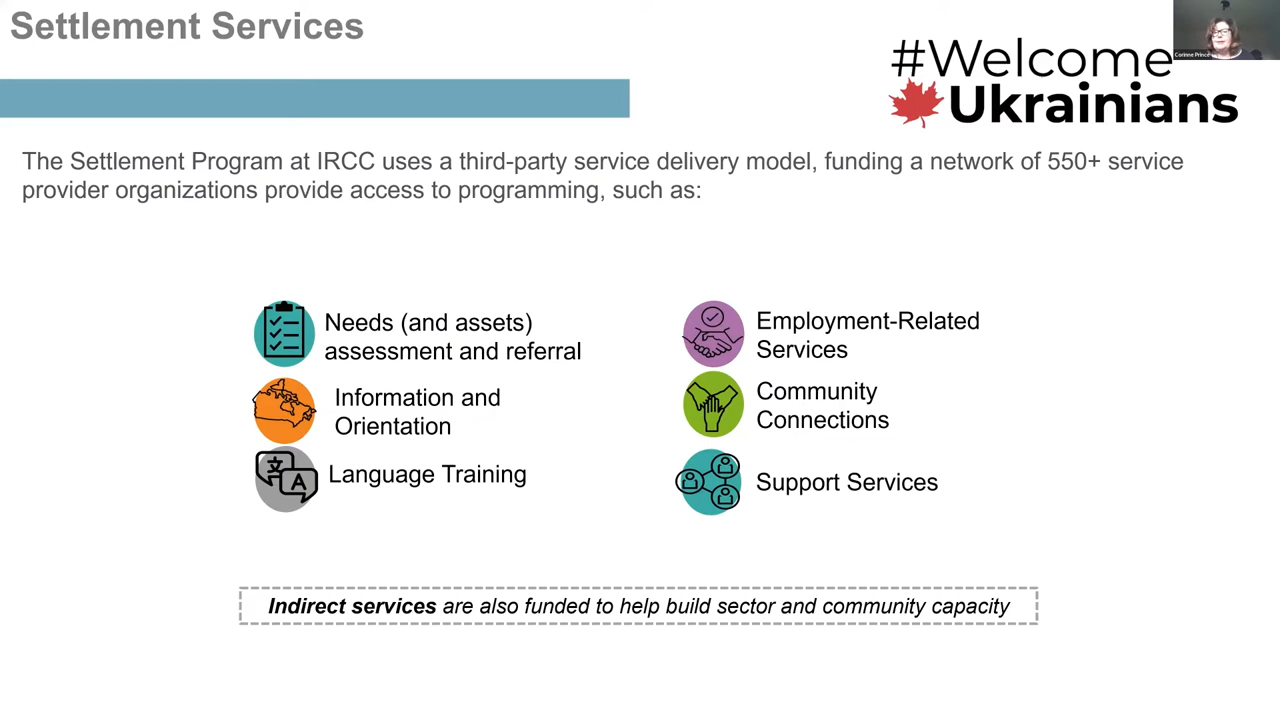 Settlement Services
#Welcome
Ukrainians
Corinne Prince
The Settlement Program at IRCC uses a third-party service delivery model, funding a network of 550+ service
provider organizations provide access to programming, such as:
Needs (and assets)
assessment and referral
Information and
Orientation
文
A
Language Training
Employment-Related
Services
Community
Connections
Support Services
Indirect services are also funded to help build sector and community capacity